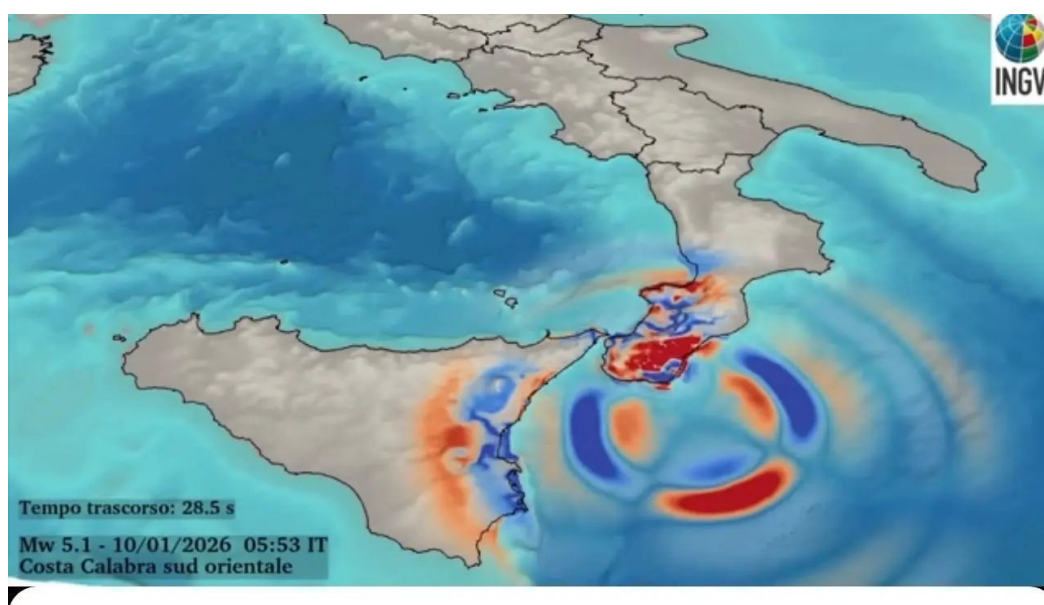 INGV
Tempo trascorso: 28.5 s
Mw 5.1 - 10/01/2026 05:53 IT
Costa Calabra sud orientale